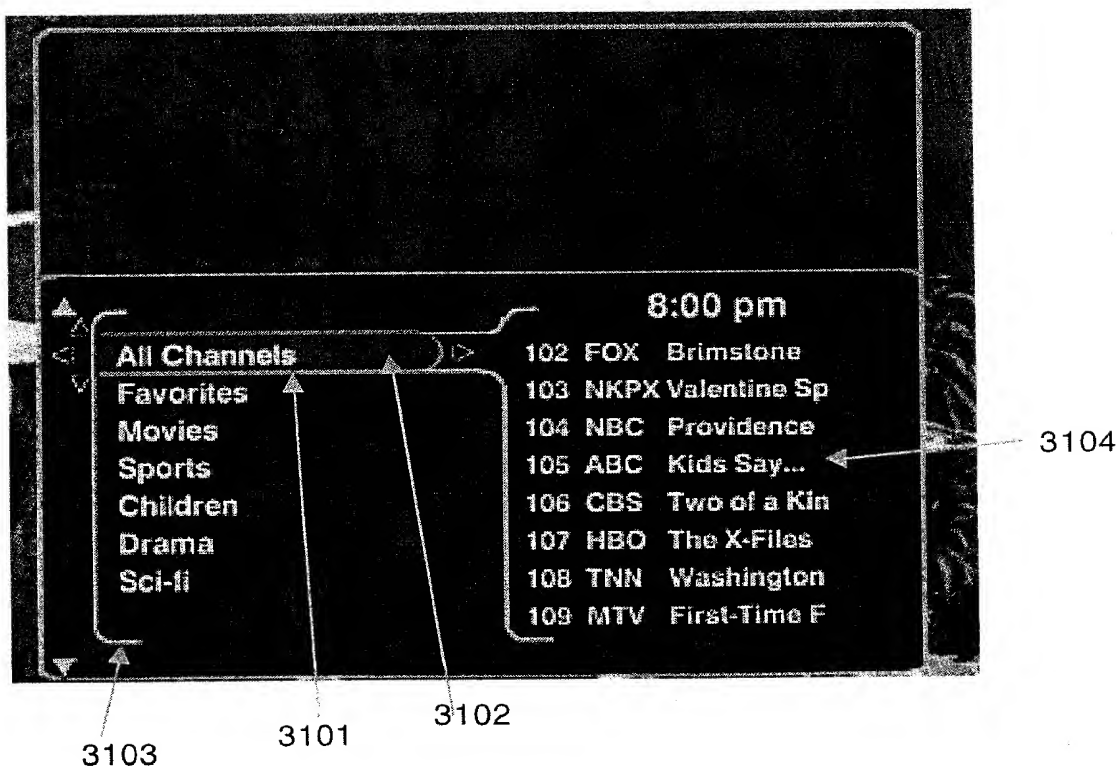 8:00 pm
All Channels
Favorites
Movies
Sports
Children
Drama
Sci-fi
102 FOX Brimstone
103 NKPX Valentine Sp
104 NBC Providence
105 ABC Kids Say...
106 CBS Two of a Kin
107 HBO The X-Files
108 TNN Washington
109 MTV First-Time F
3104
3103
3101
3102